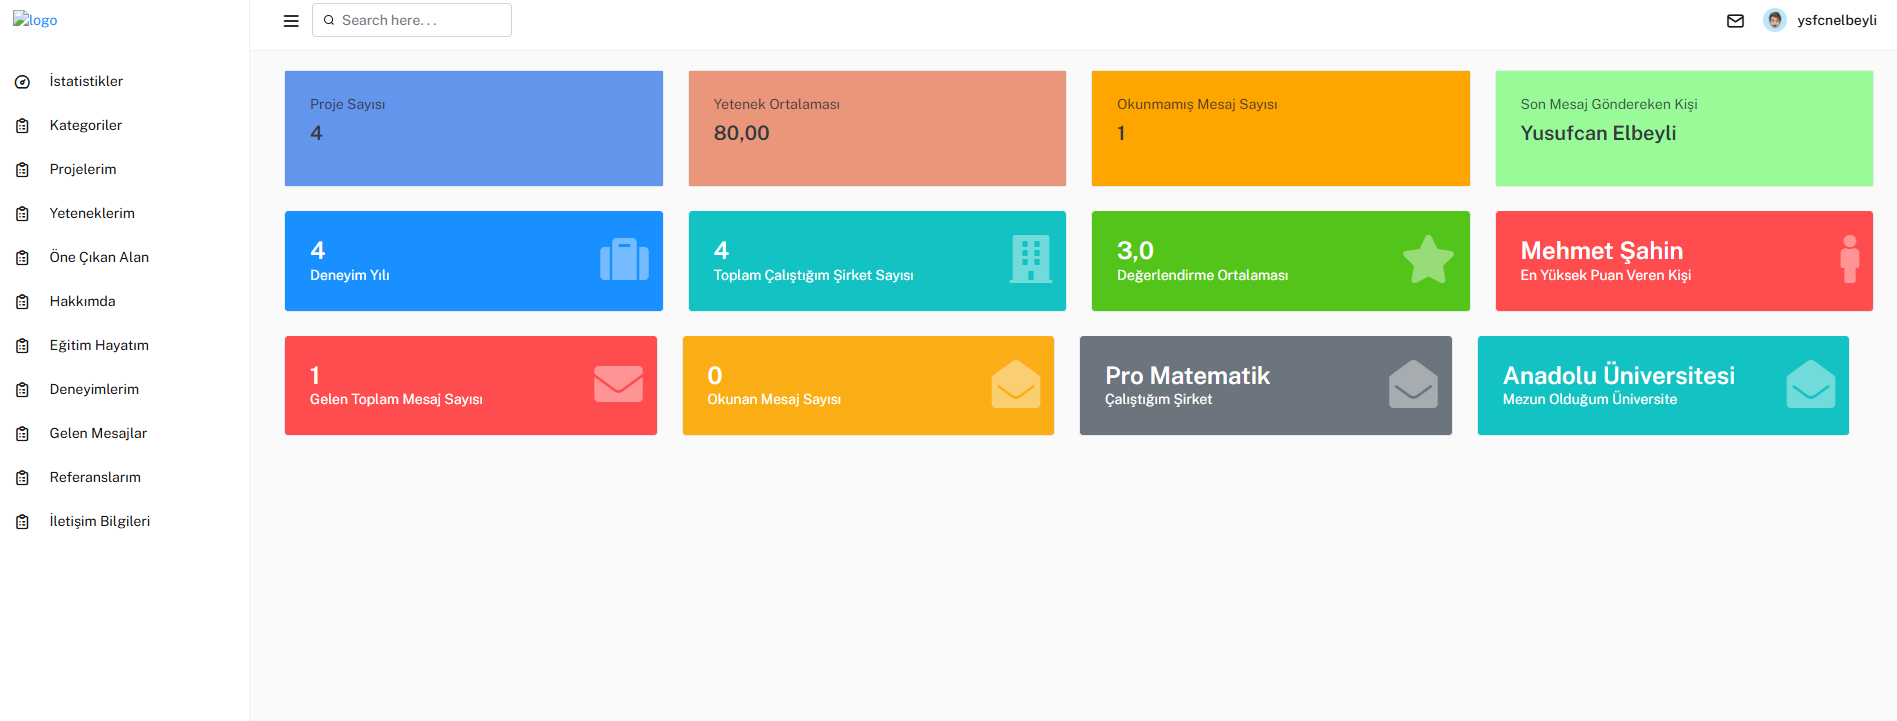 logo
Search here. . .
ysfcnelbeyli
İstatistikler
Kategoriler
Projelerim
Yeteneklerim
Öne Çıkan Alan
Hakkımda
Eğitim Hayatım
Deneyimlerim
Gelen Mesajlar
Referanslarım
İletişim Bilgileri
Proje Sayısı
4
Yetenek Ortalaması
80,00
Okunmamış Mesaj Sayısı
1
Son Mesaj Göndereken Kişi
Yusufcan Elbeyli
4
Deneyim Yılı
4
Toplam Çalıştığım Şirket Sayısı
3,0
Değerlendirme Ortalaması
Mehmet Şahin
En Yüksek Puan Veren Kişi
1
Gelen Toplam Mesaj Sayısı
0
Okunan Mesaj Sayısı
Pro Matematik
Çalıştığım Şirket
Anadolu Üniversitesi
Mezun Olduğum Üniversite